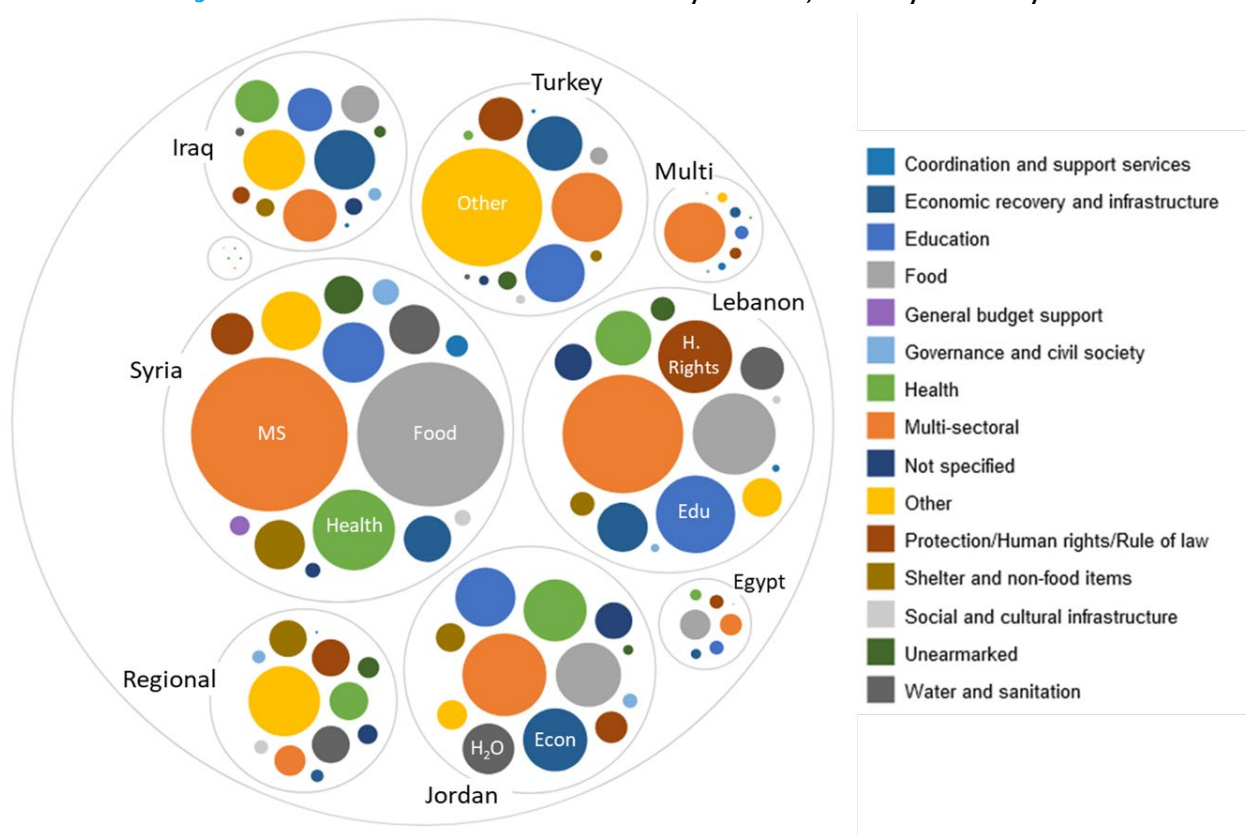 Turkey
Iraq
Multi
Other
Lebanon
Syria
H.
Rights
MS
Food
Edu
Health
Egypt
Regional
H₂O
Econ
Jordan
Coordination and support services
Economic recovery and infrastructure
Education
Food
General budget support
Governance and civil society
Health
Multi-sectoral
Not specified
Other
Protection/Human rights/Rule of law
Shelter and non-food items
Social and cultural infrastructure
Unearmarked
Water and sanitation